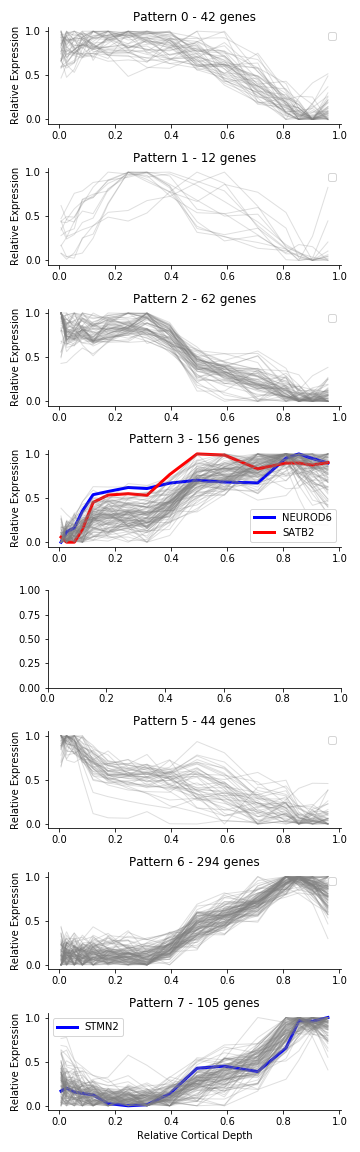 Pattern 0 - 42 genes
Relative Expression
1.0
0.5
0.0
0.0 0.2 0.4 0.6 0.8 1.0
Pattern 1 - 12 genes
Relative Expression
1.0
0.5
0.0
0.0 0.2 0.4 0.6 0.8 1.0
Pattern 2 - 62 genes
Relative Expression
1.0
0.5
0.0
0.0 0.2 0.4 0.6 0.8 1.0
Pattern 3 - 156 genes
Relative Expression
1.0
0.5
0.0
NEUROD6
SATB2
0.0 0.2 0.4 0.6 0.8 1.0
1.00
0.75
0.50
0.25
0.00
0.0 0.2 0.4 0.6 0.8 1.0
Pattern 5 - 44 genes
Relative Expression
1.0
0.5
0.0
0.0 0.2 0.4 0.6 0.8 1.0
Pattern 6 - 294 genes
Relative Expression
1.0
0.5
0.0
0.0 0.2 0.4 0.6 0.8 1.0
Pattern 7 - 105 genes
Relative Expression
1.0
0.5
0.0
STMN2
0.0 0.2 0.4 0.6 0.8 1.0
Relative Cortical Depth